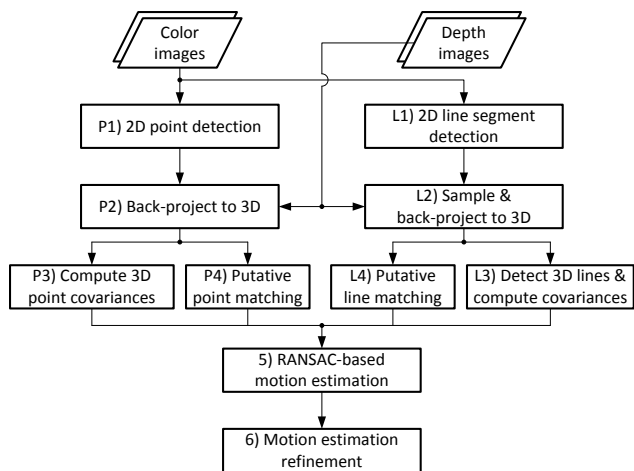 Color
images
Depth
images
P1) 2D point detection
L1) 2D line segment
detection
P2) Back-project to 3D
L2) Sample &
back-project to 3D
P3) Compute 3D
point covariances
P4) Putative
point matching
L4) Putative
line matching
L3) Detect 3D lines &
compute covariances
5) RANSAC-based
motion estimation
6) Motion estimation
refinement